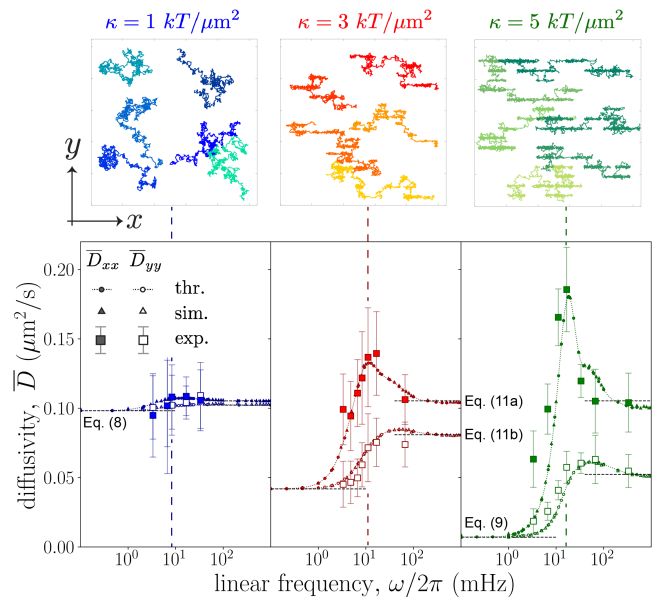 κ = 1 kT/μm² κ = 3 kT/μm² κ = 5 kT/μm²
y
x
D̅xx D̅yy
thr.
sim.
exp.
Eq. (8)
Eq. (11a)
Eq. (11b)
Eq. (9)
diffusivity, D̅ (μm²/s)
0.20
0.15
0.10
0.05
0.00
10⁰ 10¹ 10² 10⁰ 10¹ 10² 10⁰ 10¹ 10²
linear frequency, ω/2π (mHz)